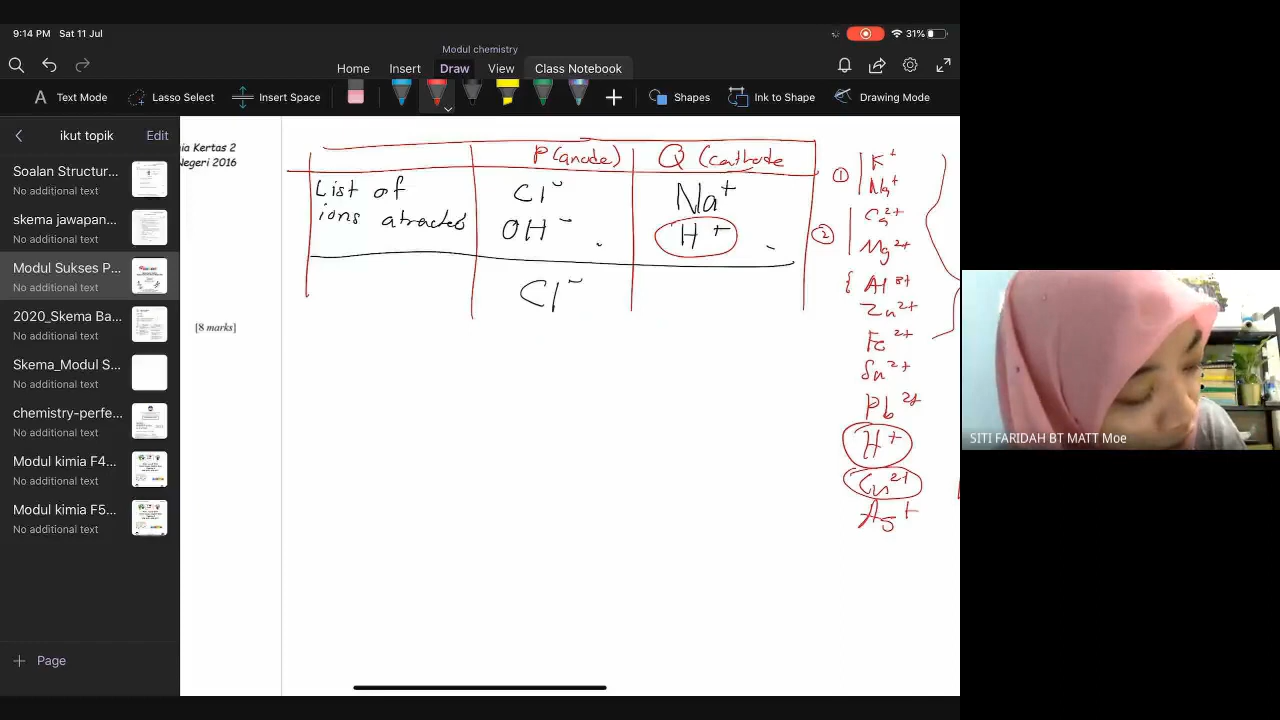 9:14 PM Sat 11 Jul
31%
Modul chemistry
Home Insert Draw View Class Notebook
Text Mode Lasso Select Insert Space Shapes Ink to Shape Drawing Mode
ikut topik Edit
Soalan Structur...
No additional text
skema jawapan...
No additional text
Modul Sukses P...
No additional text
2020_Skema Ba...
No additional text
Skema_Modul S...
No additional text
chemistry-perfe...
No additional text
Modul kimia F4...
No additional text
Modul kimia F5...
No additional text
Page
ia Kertas 2
Negeri 2016
[8 marks]
P(anode) Q (cathode
List of
ions atracted
Cl⁻
OH⁻
Na⁺
H⁺
Cl⁻
① K⁺
Na⁺
② Ca²⁺
Mg²⁺
Al³⁺
Zn²⁺
Fe²⁺
Sn²⁺
Pb²⁺
H⁺
Cu²⁺
Ag⁺
SITI FARIDAH BT MATT Moe